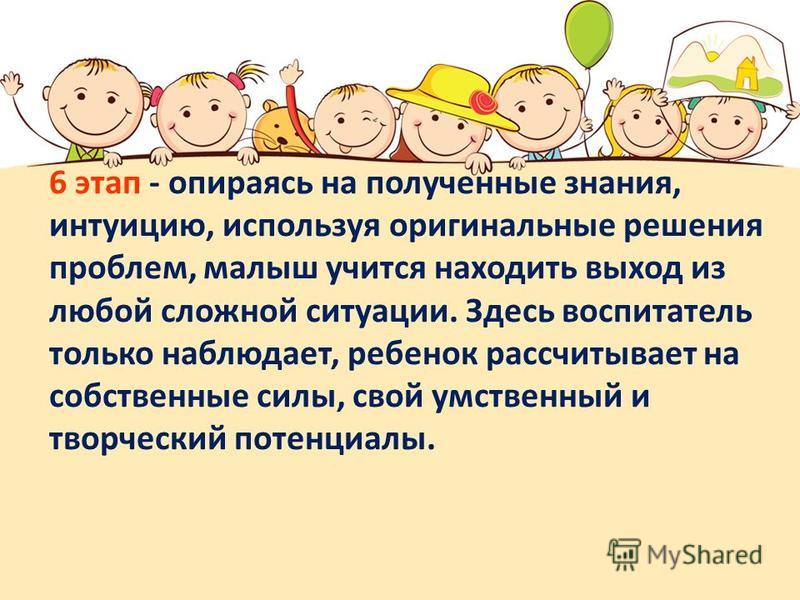 6 этап - опираясь на полученные знания,
интуицию, используя оригинальные решения
проблем, малыш учится находить выход из
любой сложной ситуации. Здесь воспитатель
только наблюдает, ребенок рассчитывает на
собственные силы, свой умственный и
творческий потенциалы.
MyShared